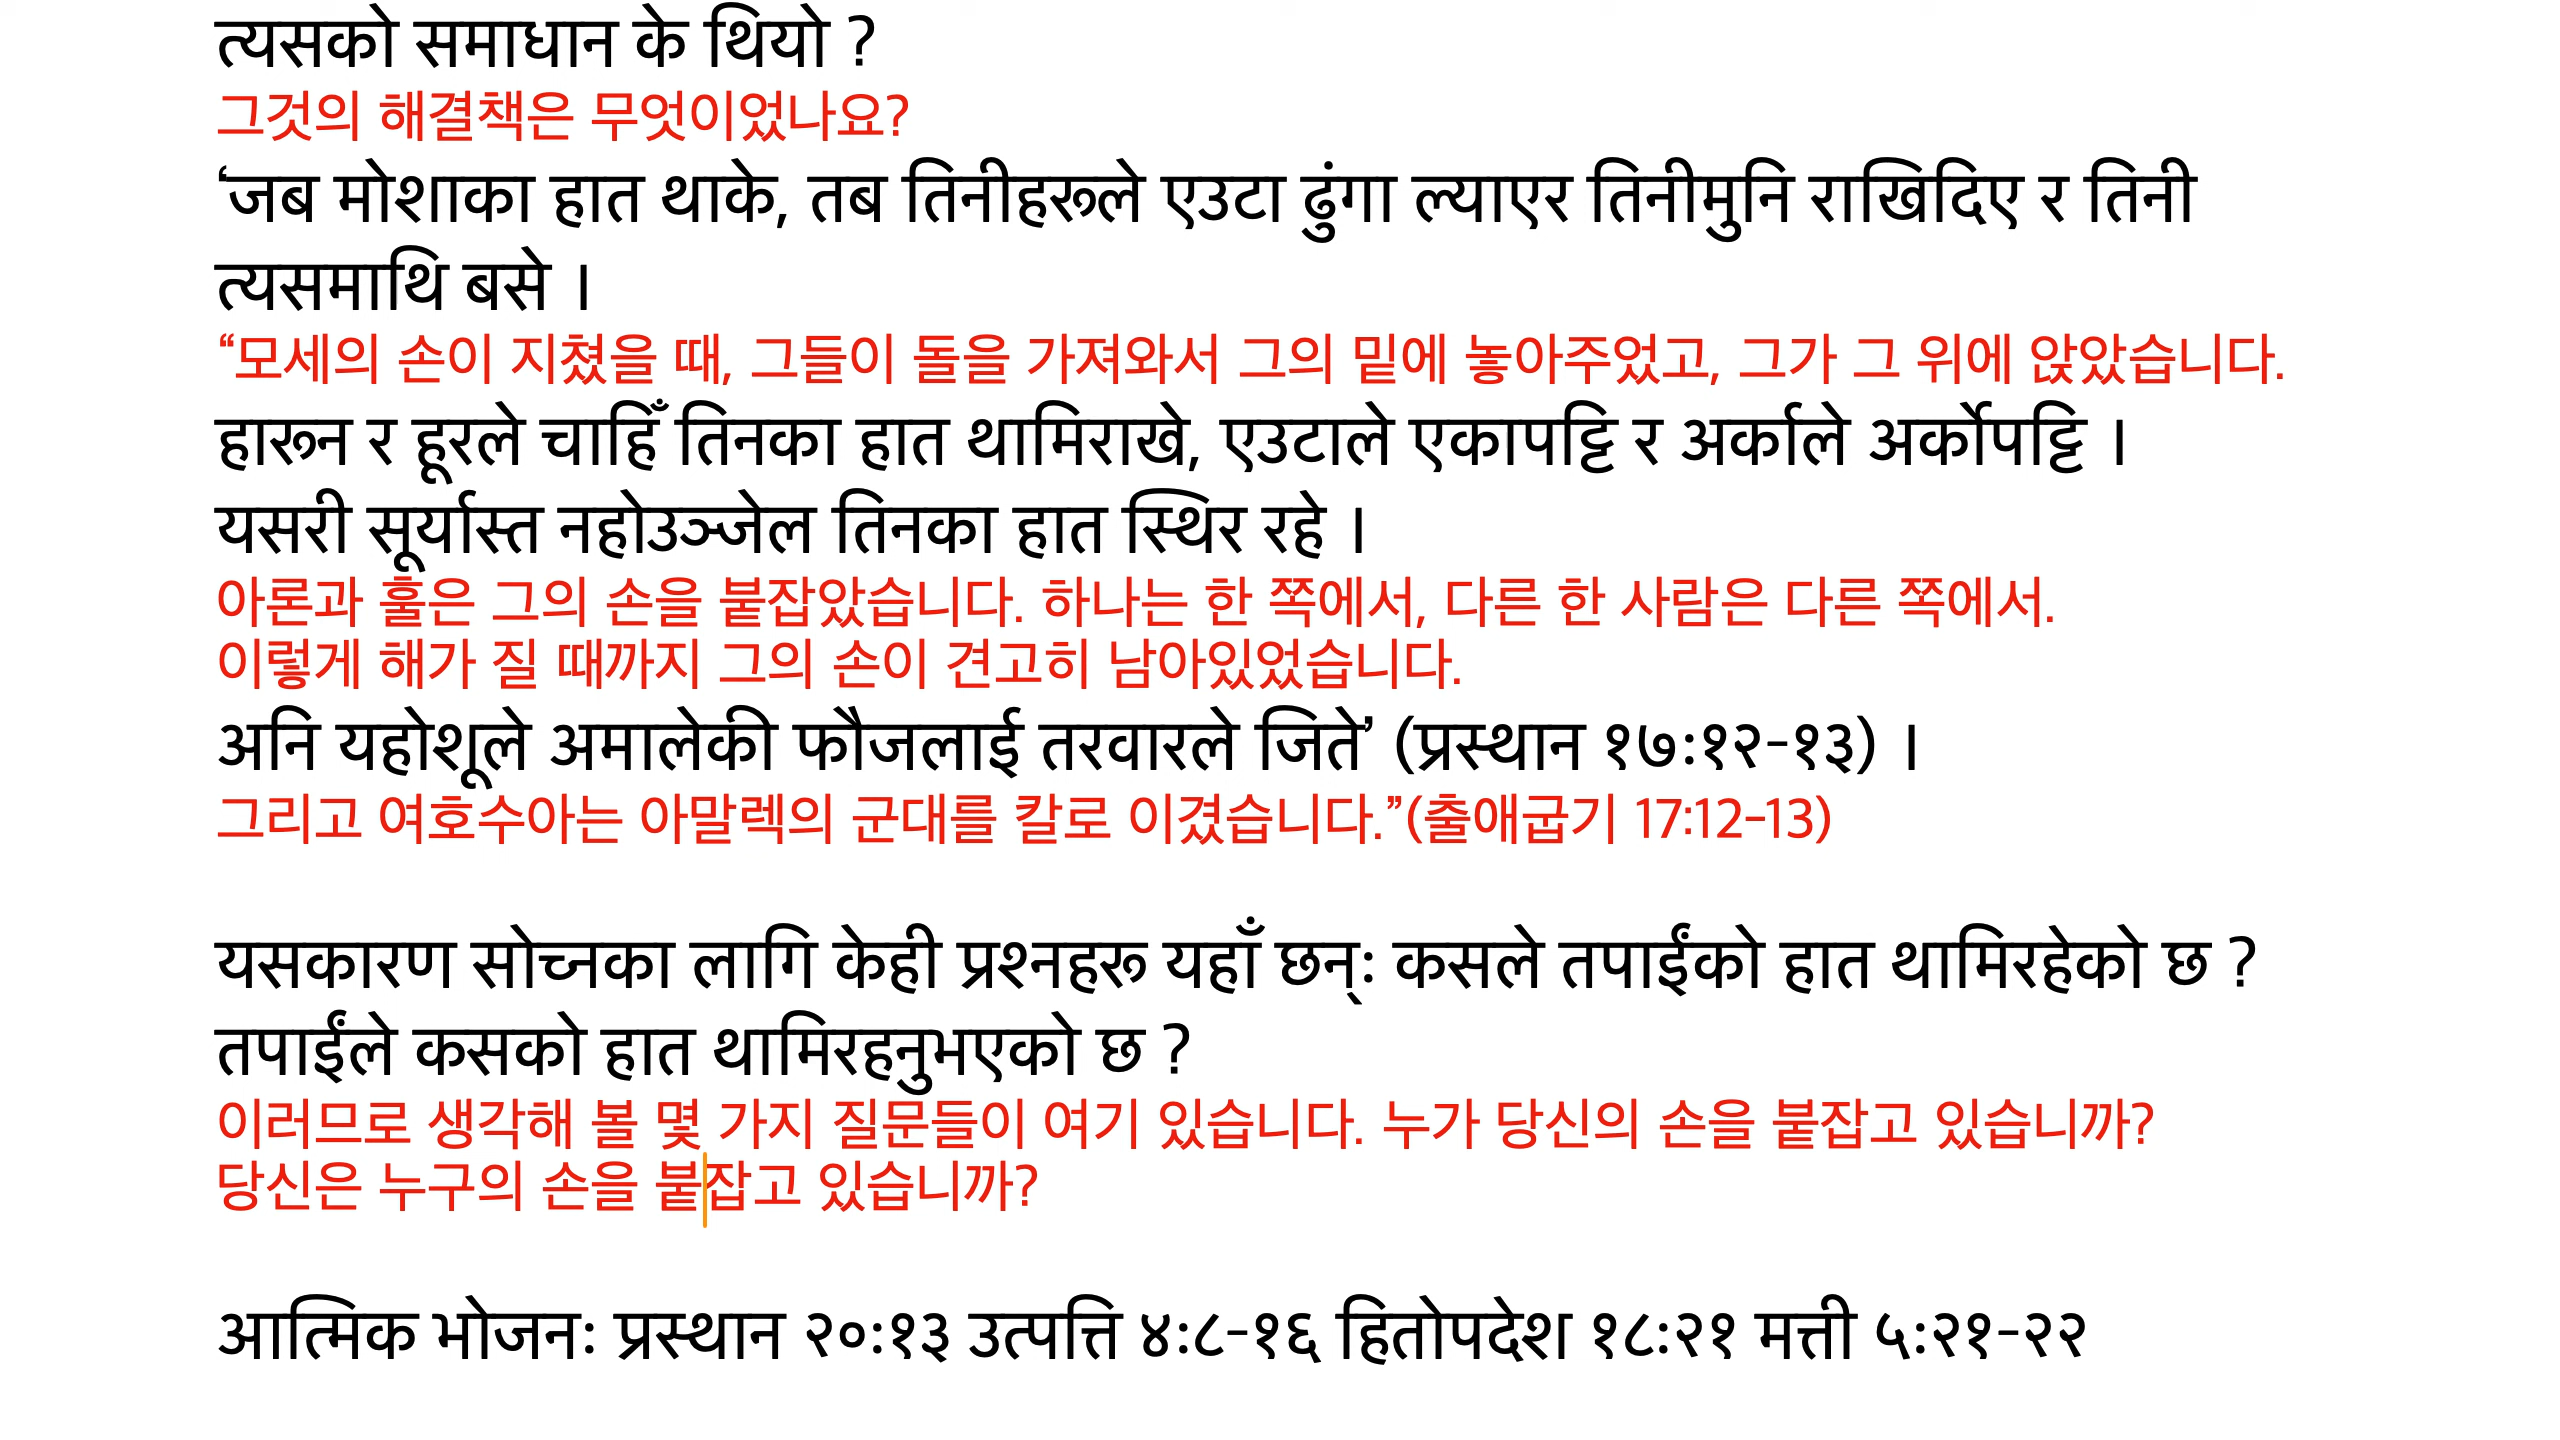 त्यसको समाधान के थियो ?
그것의 해결책은 무엇이었나요?
‘जब मोशाका हात थाके, तब तिनीहरूले एउटा ढुंगा ल्याएर तिनीमुनि राखिदिए र तिनी
त्यसमाथि बसे ।
“모세의 손이 지쳤을 때, 그들이 돌을 가져와서 그의 밑에 놓아주었고, 그가 그 위에 앉았습니다.
हारून र हूरले चाहिँ तिनका हात थामिराखे, एउटाले एकापट्टि र अर्काले अर्कोपट्टि ।
यसरी सूर्यास्त नहोउञ्जेल तिनका हात स्थिर रहे ।
아론과 훌은 그의 손을 붙잡았습니다. 하나는 한 쪽에서, 다른 한 사람은 다른 쪽에서.
이렇게 해가 질 때까지 그의 손이 견고히 남아있었습니다.
अनि यहोशूले अमालेकी फौजलाई तरवारले जिते’ (प्रस्थान १७:१२-१३) ।
그리고 여호수아는 아말렉의 군대를 칼로 이겼습니다.”(출애굽기 17:12-13)
यसकारण सोच्नका लागि केही प्रश्नहरू यहाँ छन्ः कसले तपाईंको हात थामिरहेको छ ?
तपाईंले कसको हात थामिरहनुभएको छ ?
이러므로 생각해 볼 몇 가지 질문들이 여기 있습니다. 누가 당신의 손을 붙잡고 있습니까?
당신은 누구의 손을 붙잡고 있습니까?
आत्मिक भोजनः प्रस्थान २०:१३ उत्पत्ति ४:८-१६ हितोपदेश १८:२१ मत्ती ५:२१-२२